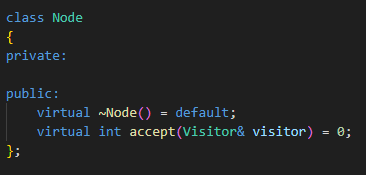 class Node
{
private:
public:
    virtual ~Node() = default;
    virtual int accept(Visitor& visitor) = 0;
};